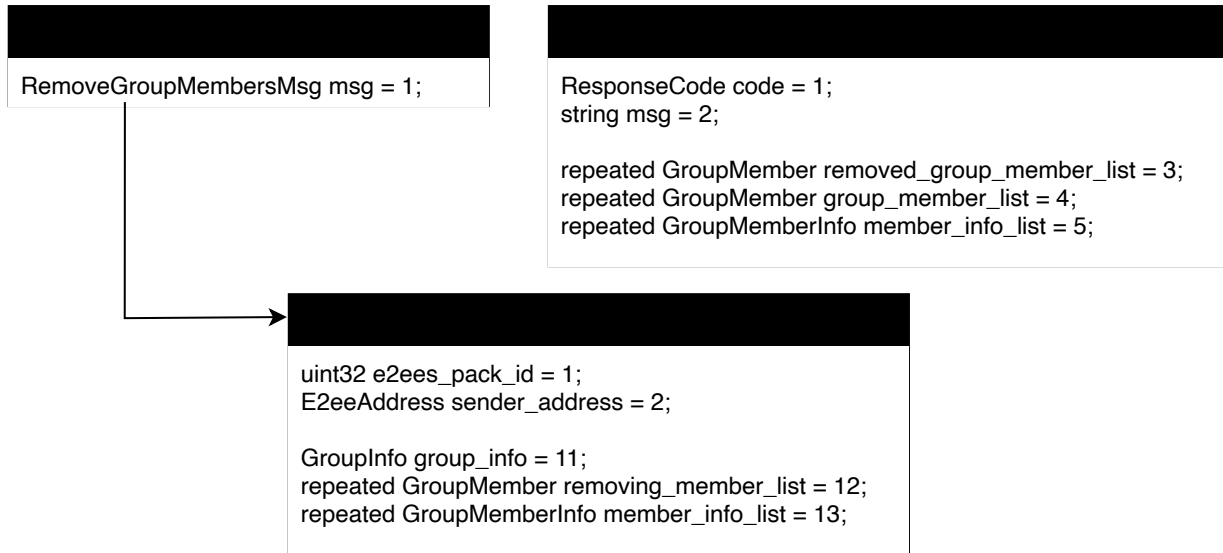 RemoveGroupMembersMsg msg = 1;
ResponseCode code = 1;
string msg = 2;
repeated GroupMember removed_group_member_list = 3;
repeated GroupMember group_member_list = 4;
repeated GroupMemberInfo member_info_list = 5;
uint32 e2ees_pack_id = 1;
E2eeAddress sender_address = 2;
GroupInfo group_info = 11;
repeated GroupMember removing_member_list = 12;
repeated GroupMemberInfo member_info_list = 13;